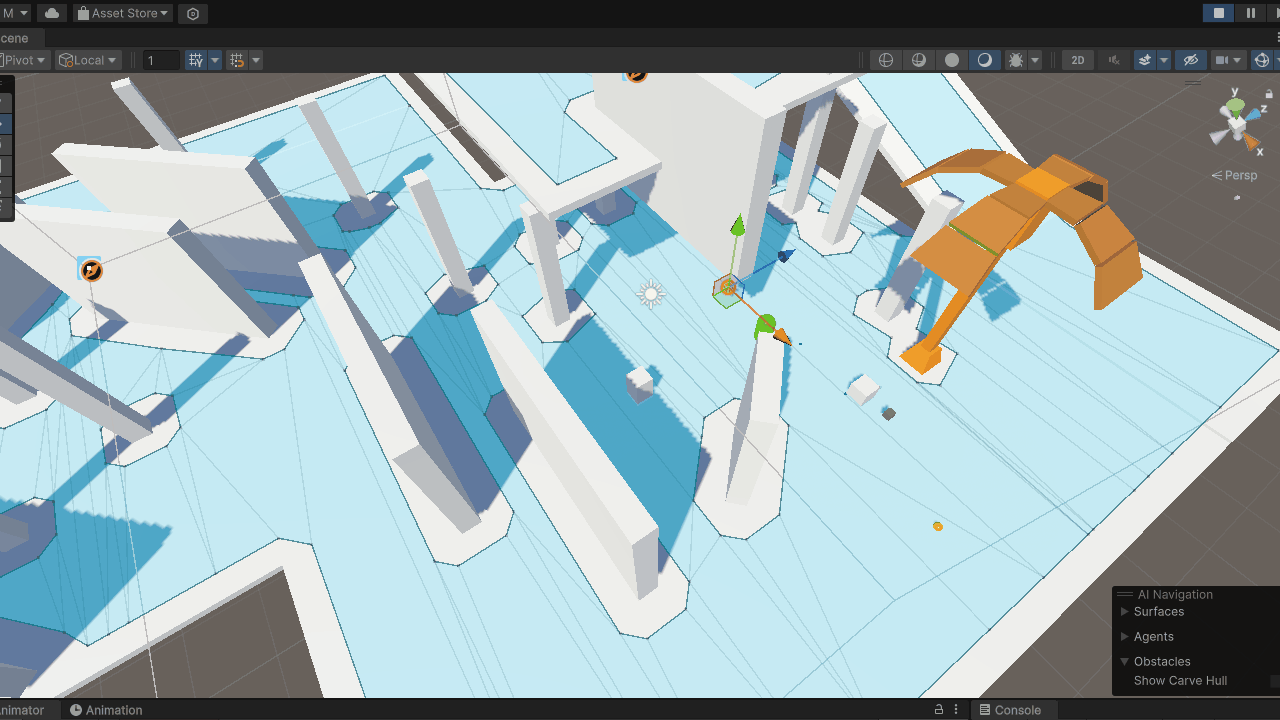 M
Asset Store
cene
Pivot
Local
1
2D
y
z
x
Persp
AI Navigation
Surfaces
Agents
Obstacles
Show Carve Hull
nimator
Animation
Console